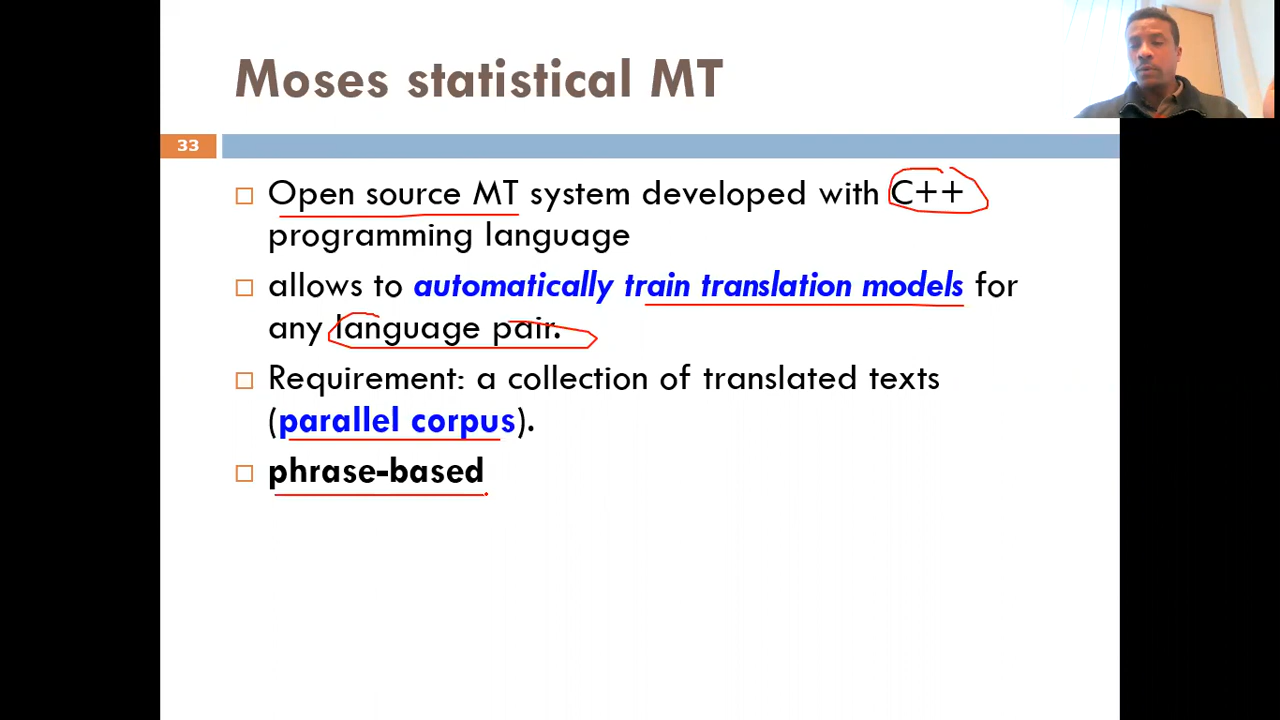 Moses statistical MT
33
Open source MT system developed with C++
programming language
allows to automatically train translation models for
any language pair.
Requirement: a collection of translated texts
(parallel corpus).
phrase-based